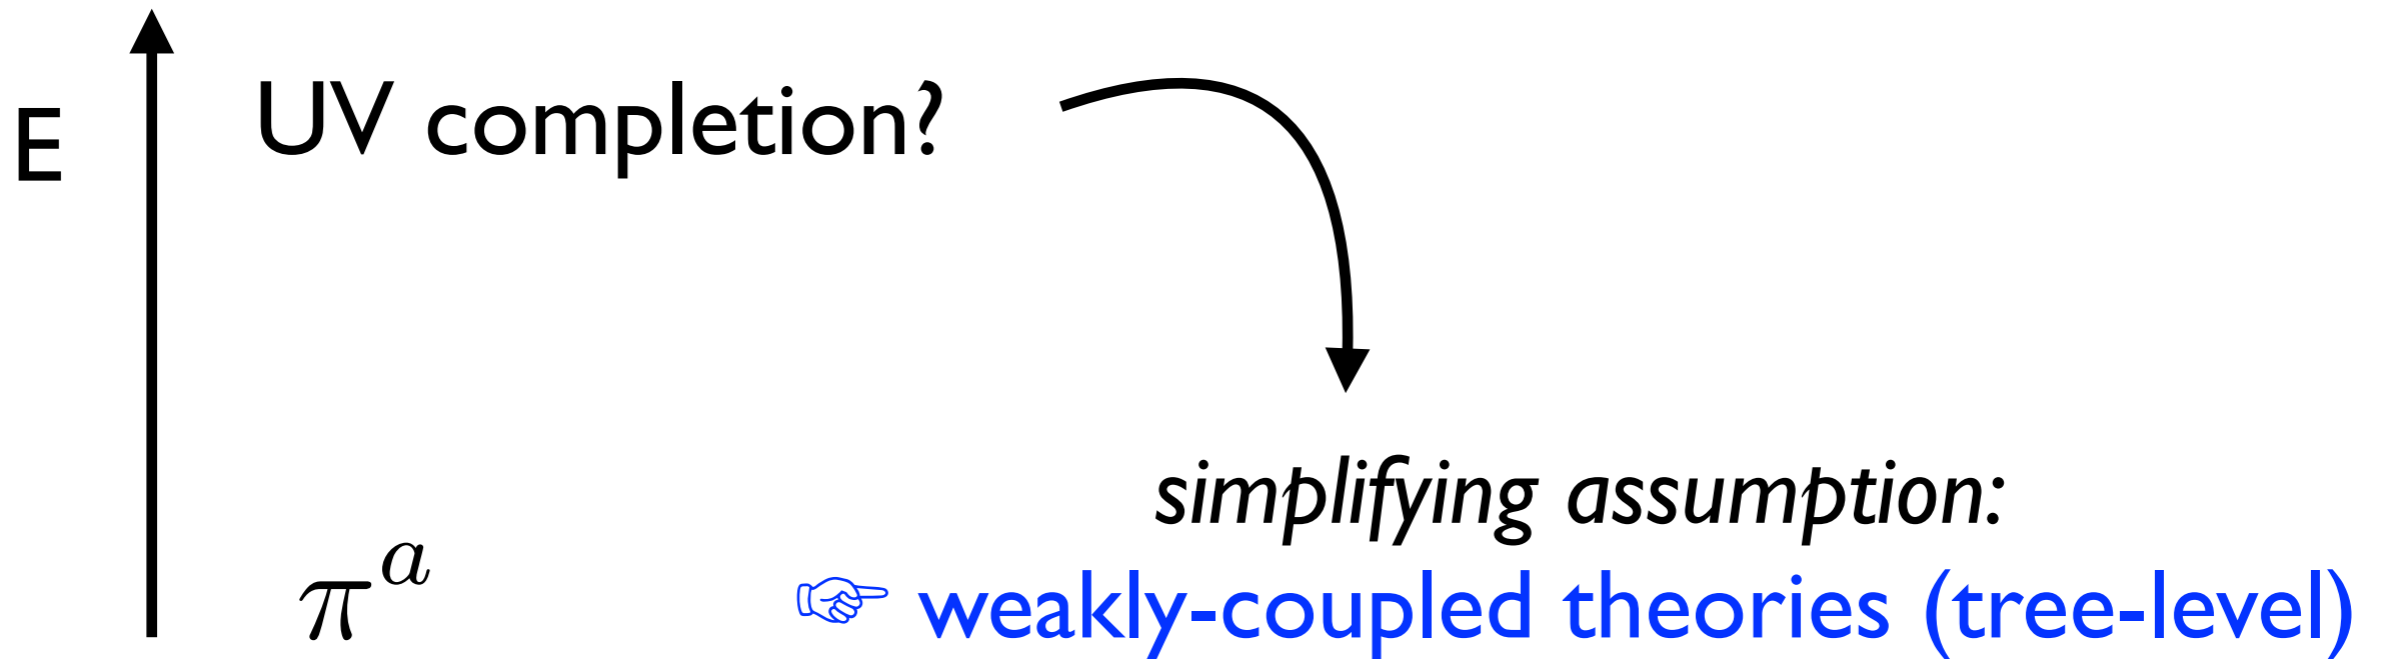 UV completion?
E
simplifying assumption:
π^a
☞ weakly-coupled theories (tree-level)